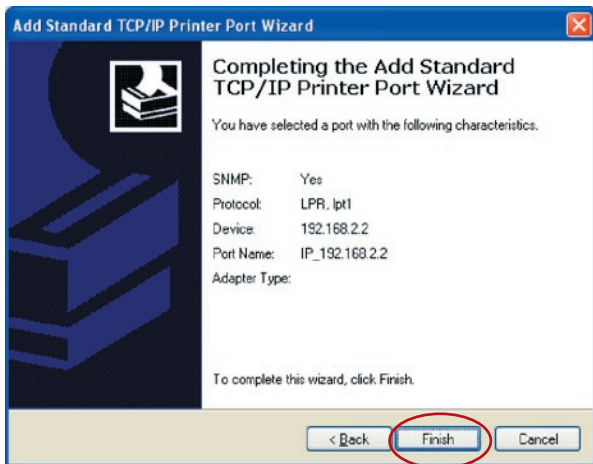 Add Standard TCP/IP Printer Port Wizard
Completing the Add Standard
TCP/IP Printer Port Wizard
You have selected a port with the following characteristics.
SNMP: Yes
Protocol: LPR, lpt1
Device: 192.168.2.2
Port Name: IP_192.168.2.2
Adapter Type:
To complete this wizard, click Finish.
< Back Finish Cancel